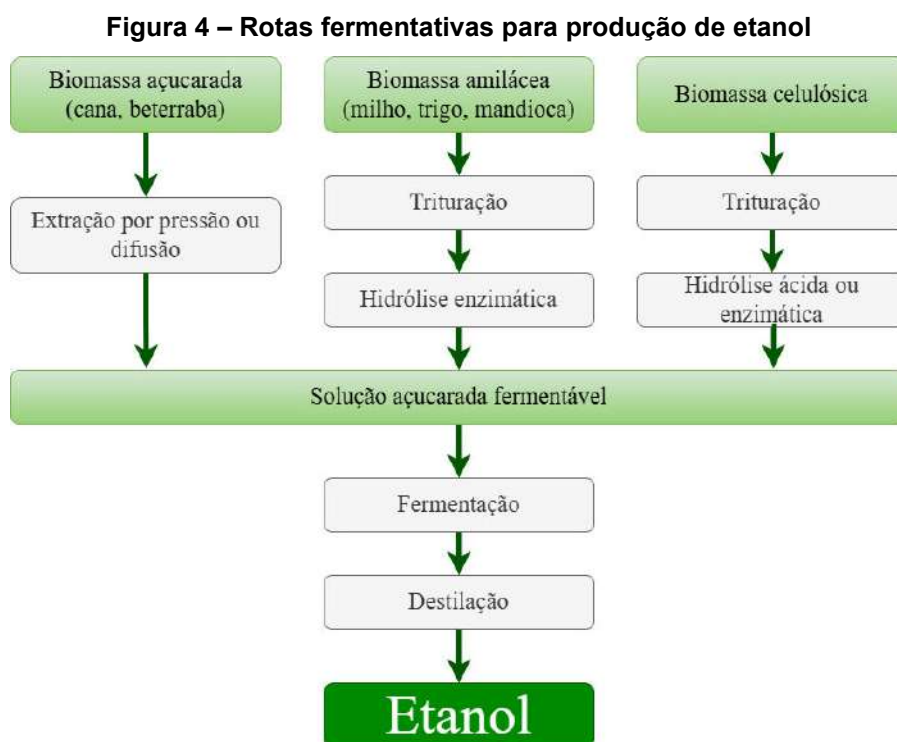 Figura 4 – Rotas fermentativas para produção de etanol
Biomassa açucarada
(cana, beterraba)
Biomassa amilácea
(milho, trigo, mandioca)
Biomassa celulósica
Extração por pressão ou
difusão
Trituração
Trituração
Hidrólise enzimática
Hidrólise ácida ou
enzimática
Solução açucarada fermentável
Fermentação
Destilação
Etanol